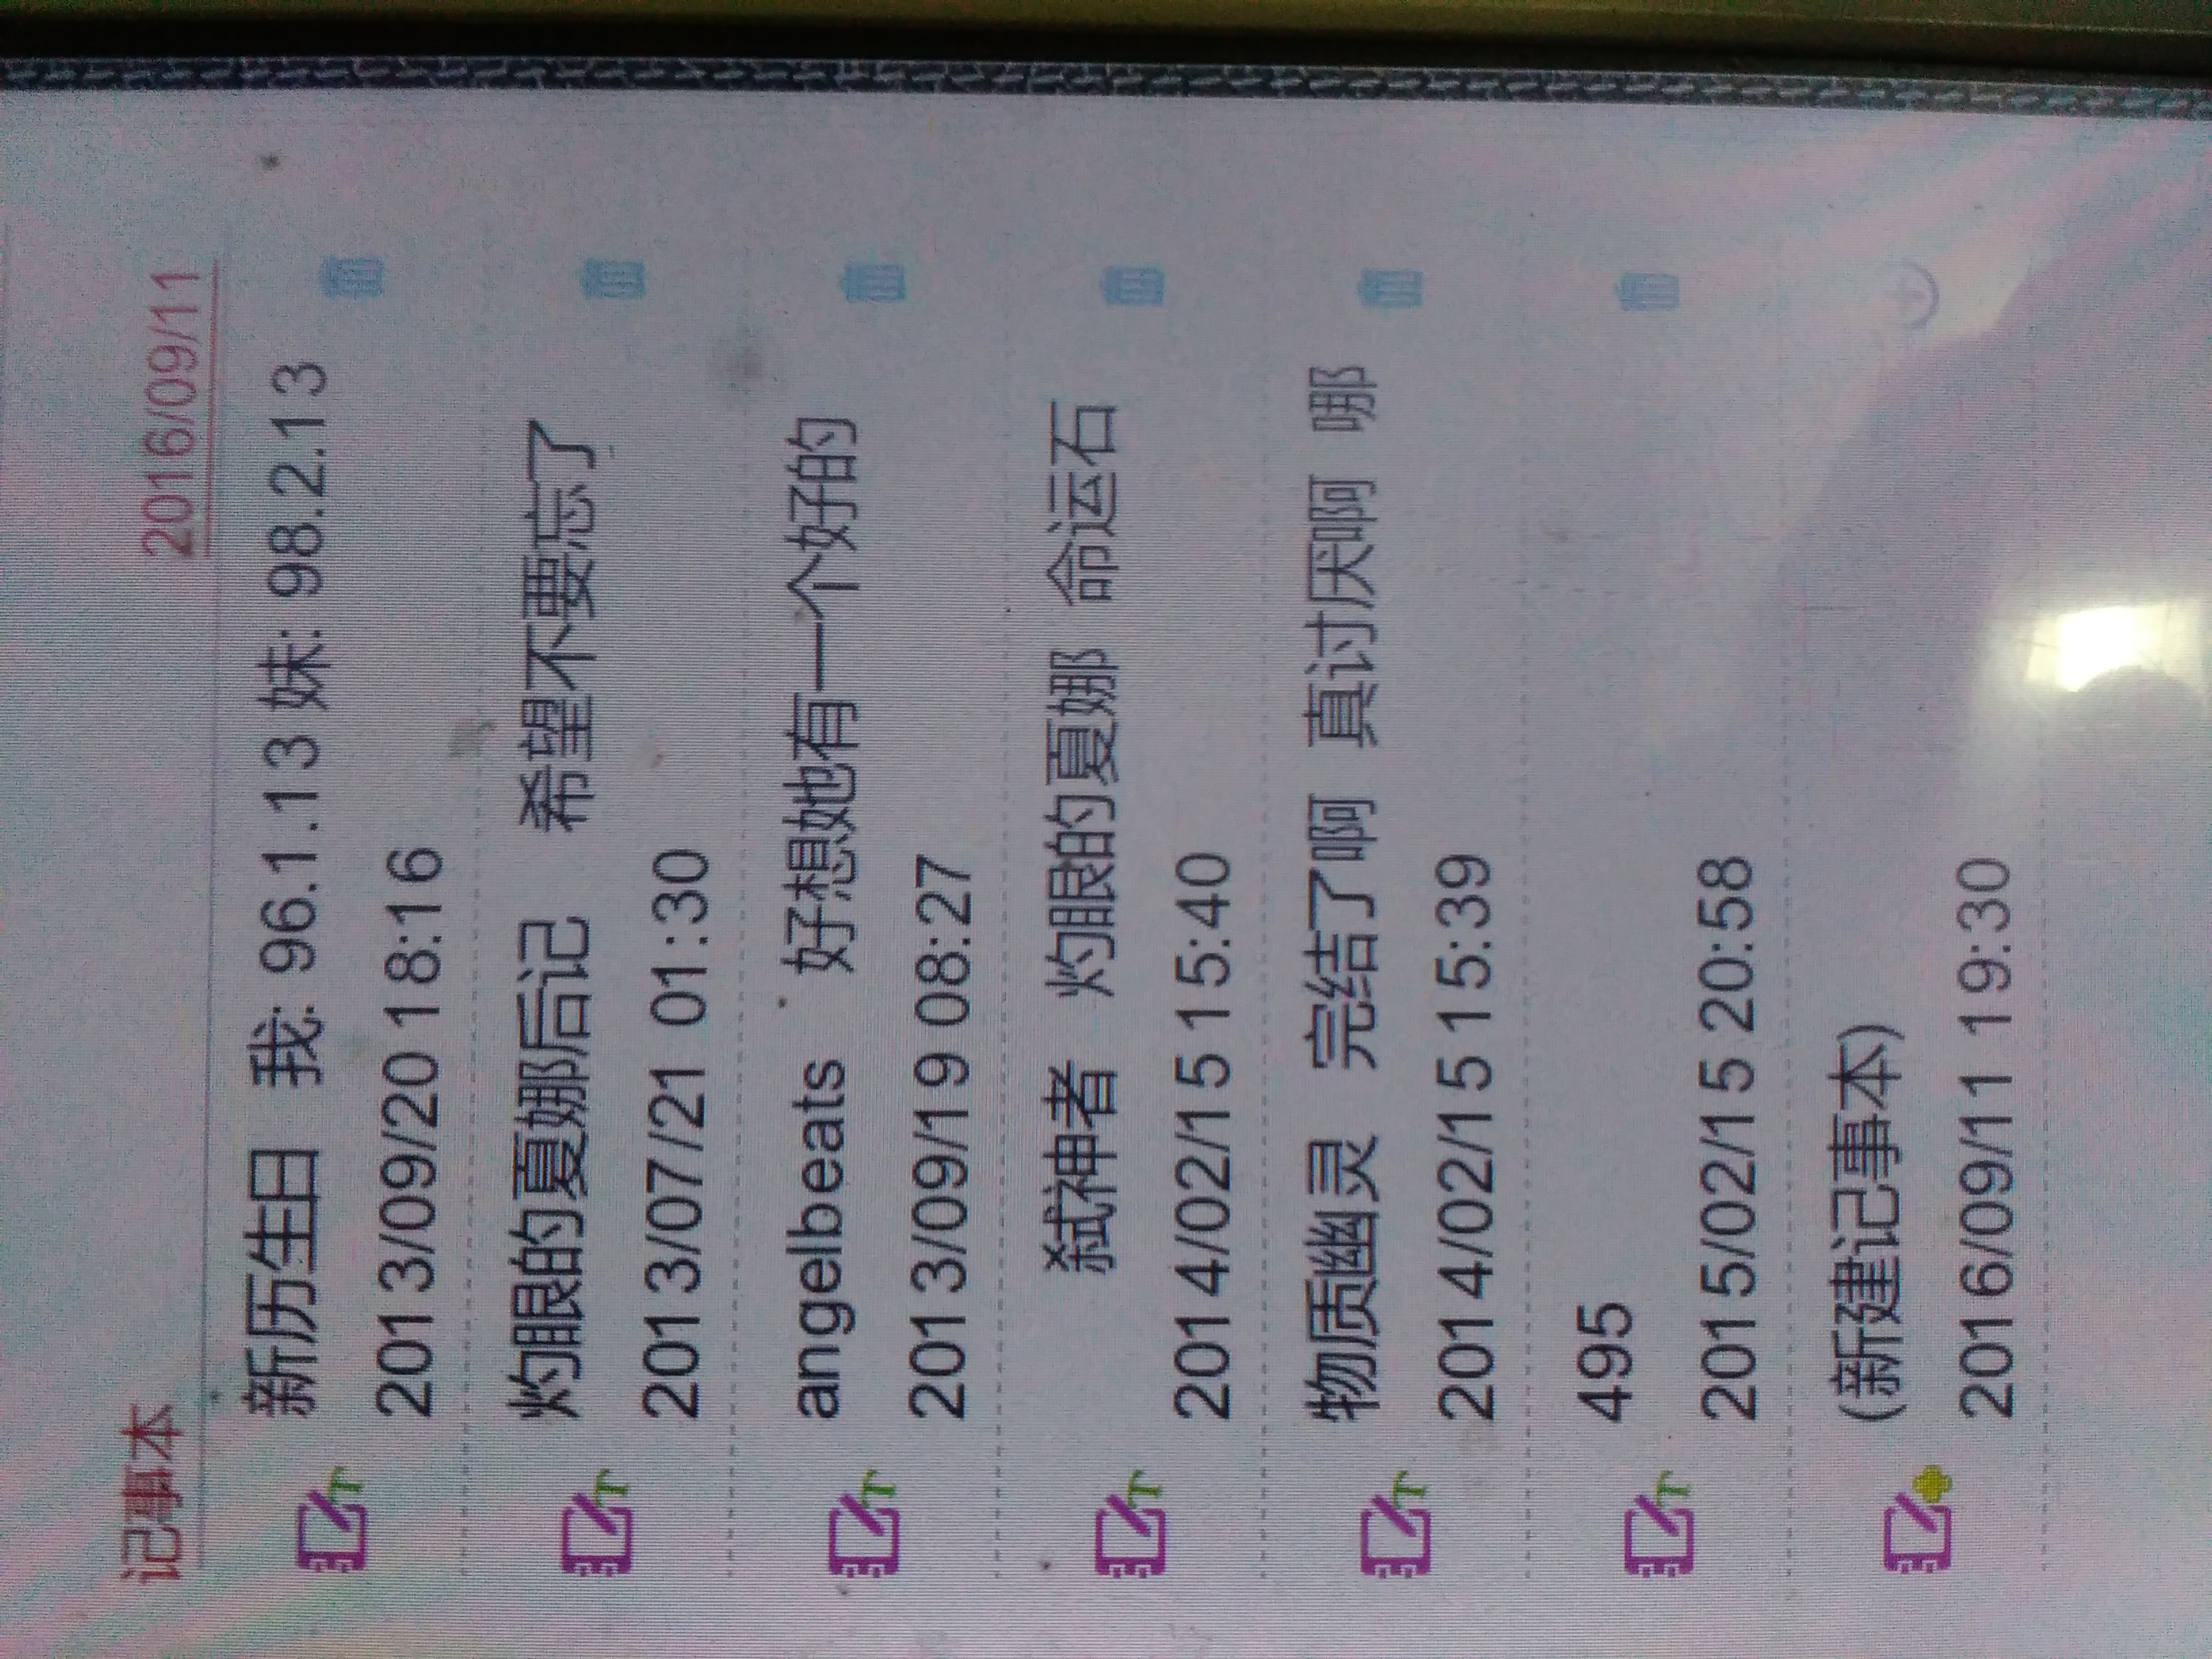 记事本 2016/09/11
新历生日 我: 96.1.13 妹: 98.2.13
2013/09/20 18:16
灼眼的夏娜后记 希望不要忘了
2013/07/21 01:30
angelbeats 好想她有一个好的
2013/09/19 08:27
弑神者 灼眼的夏娜 命运石
2014/02/15 15:40
物质幽灵 完结了啊 真讨厌啊 哪
2014/02/15 15:39
495
2015/02/15 20:58
(新建记事本)
2016/09/11 19:30